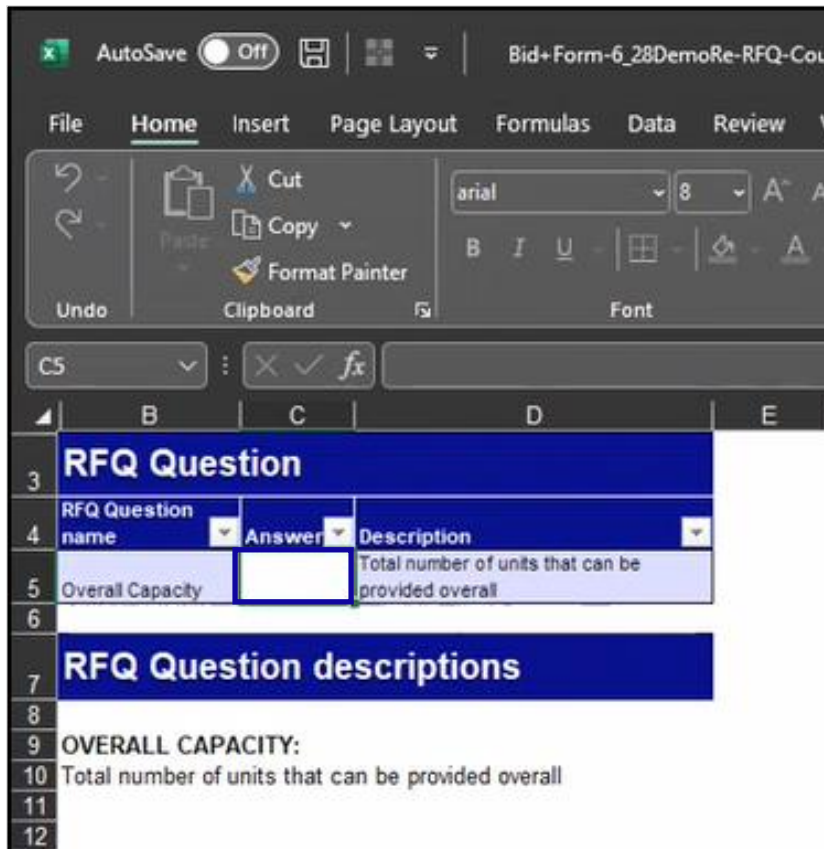 AutoSave Off Bid+Form-6_28DemoRe-RFQ-Cou
File Home Insert Page Layout Formulas Data Review
Cut
Copy
Paste
Format Painter
arial 8 A
B I U A
Undo Clipboard Font
C5 fx
B C D E
3 RFQ Question
RFQ Question
4 name Answer Description
Total number of units that can be
5 Overall Capacity provided overall
6
7 RFQ Question descriptions
8
9 OVERALL CAPACITY:
10 Total number of units that can be provided overall
11
12